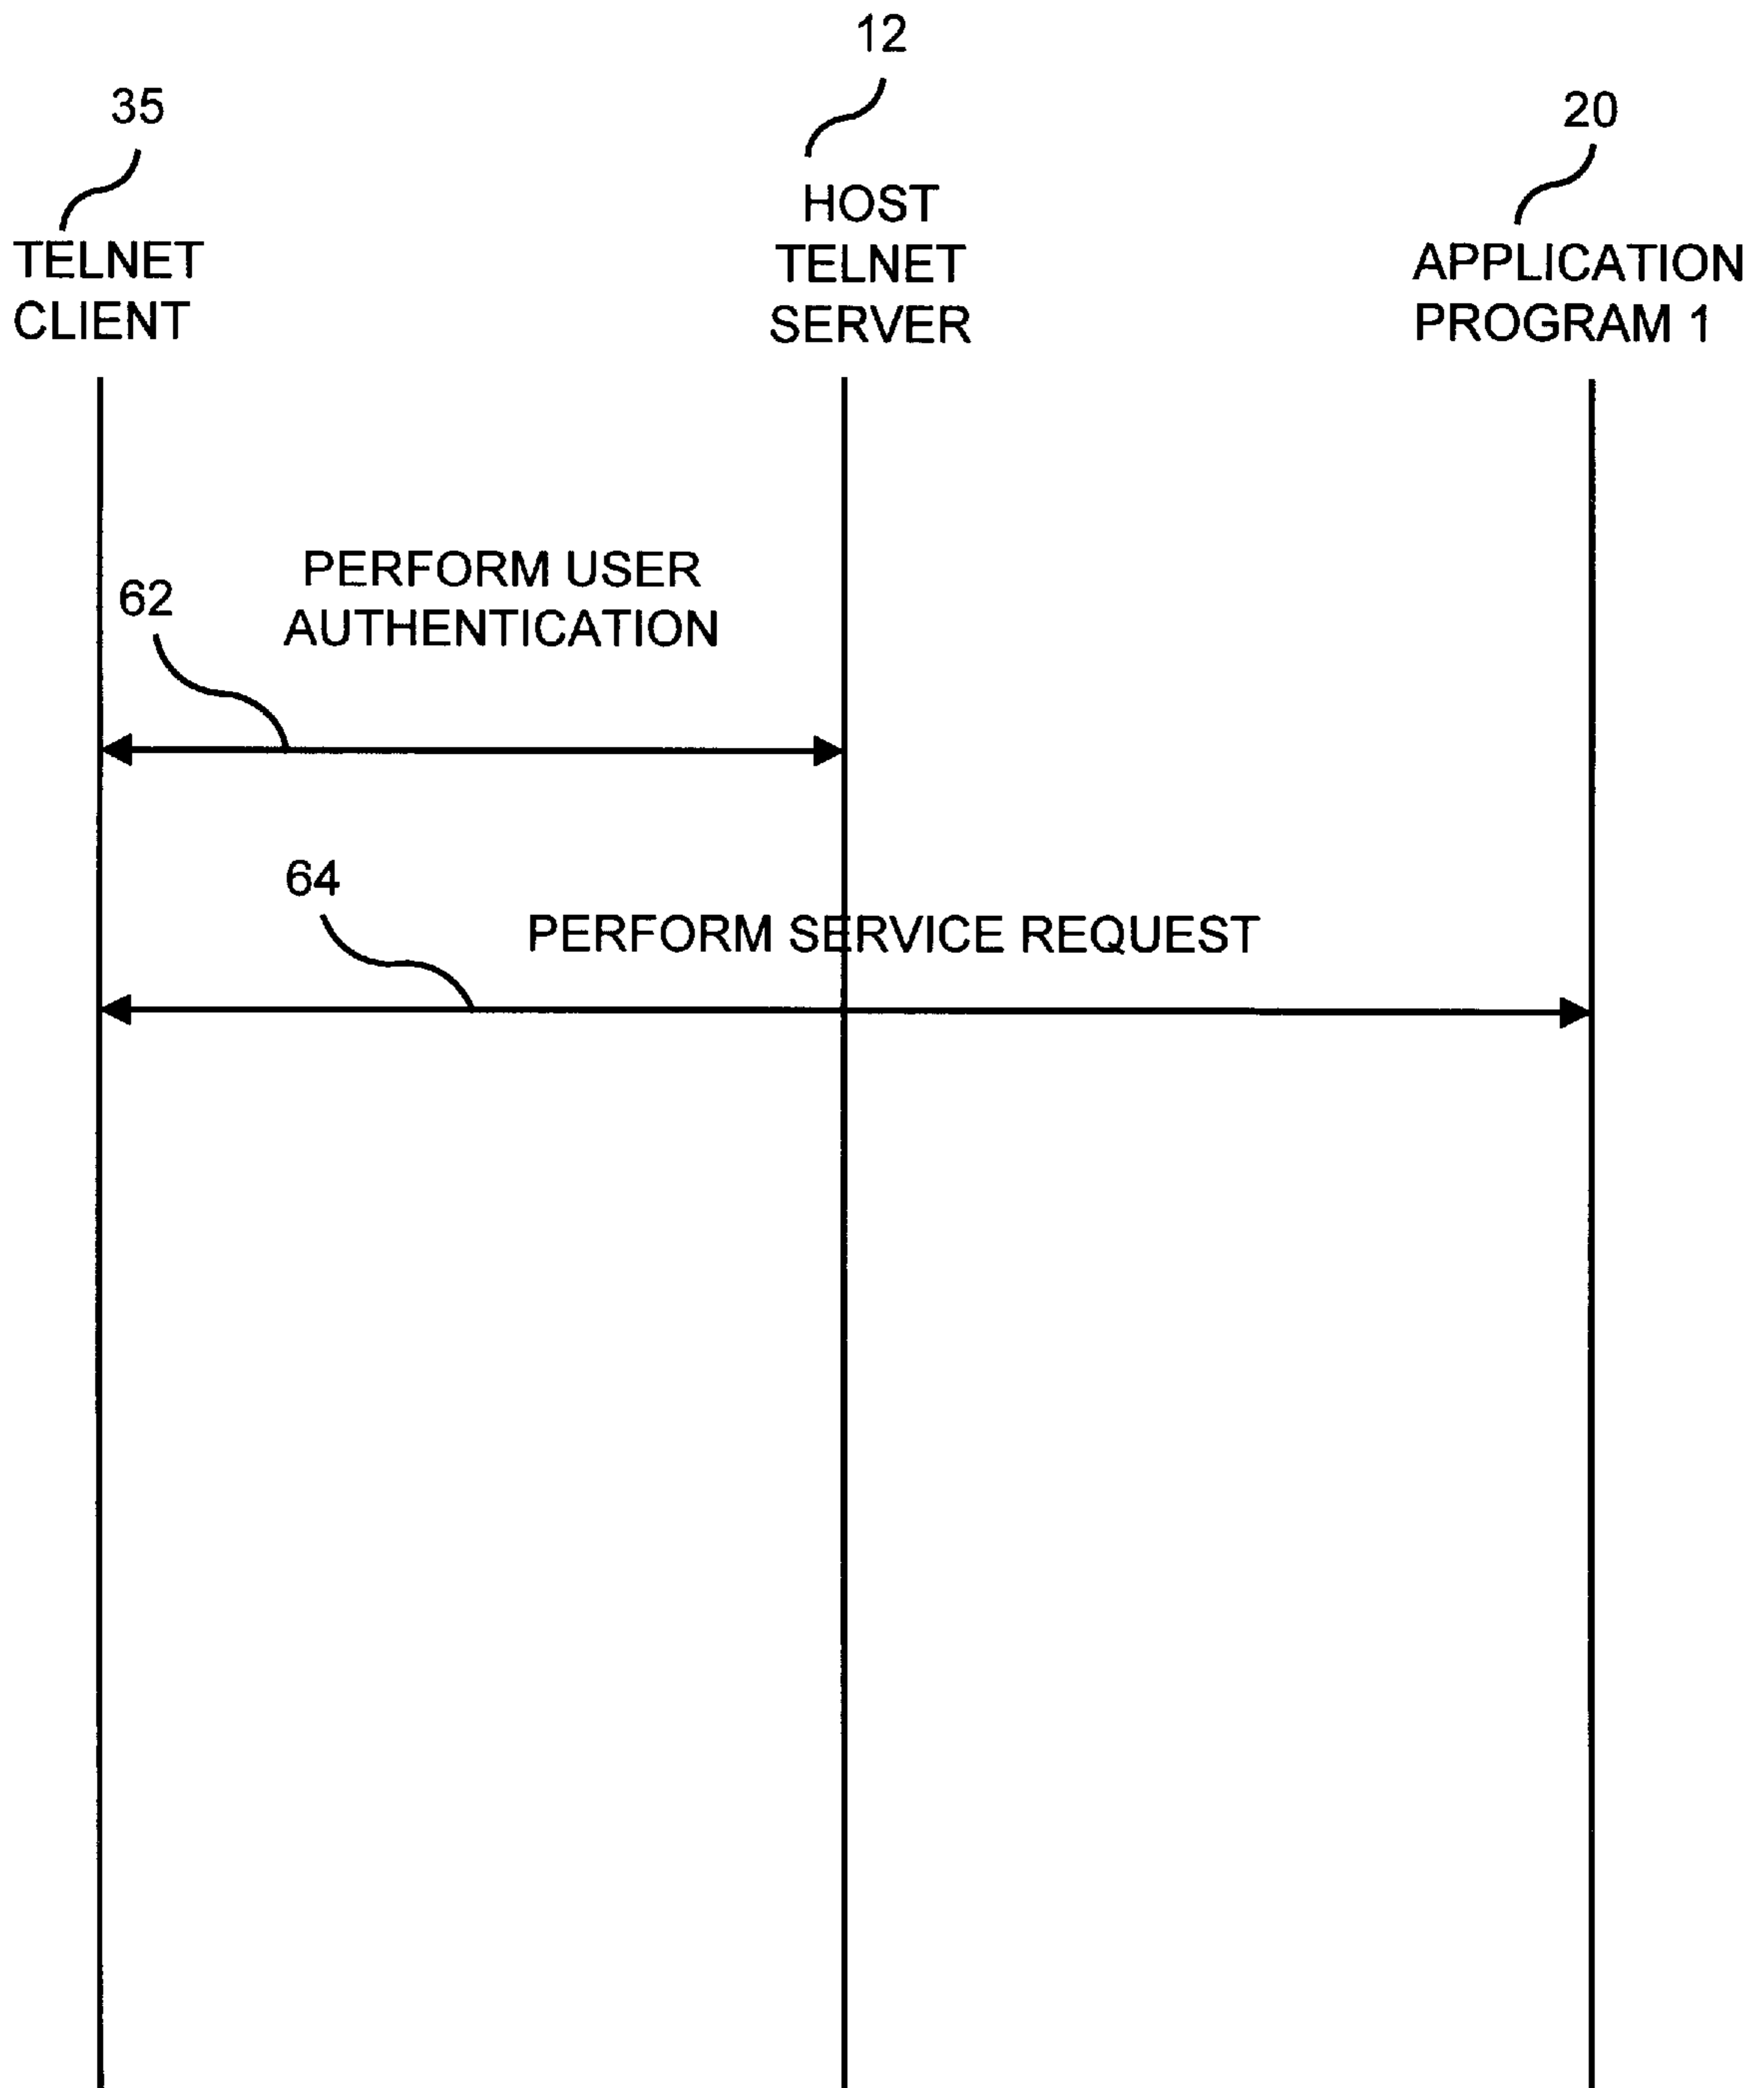 12
35
20
HOST
TELNET
SERVER
TELNET
CLIENT
APPLICATION
PROGRAM 1
PERFORM USER
AUTHENTICATION
62
64
PERFORM SERVICE REQUEST